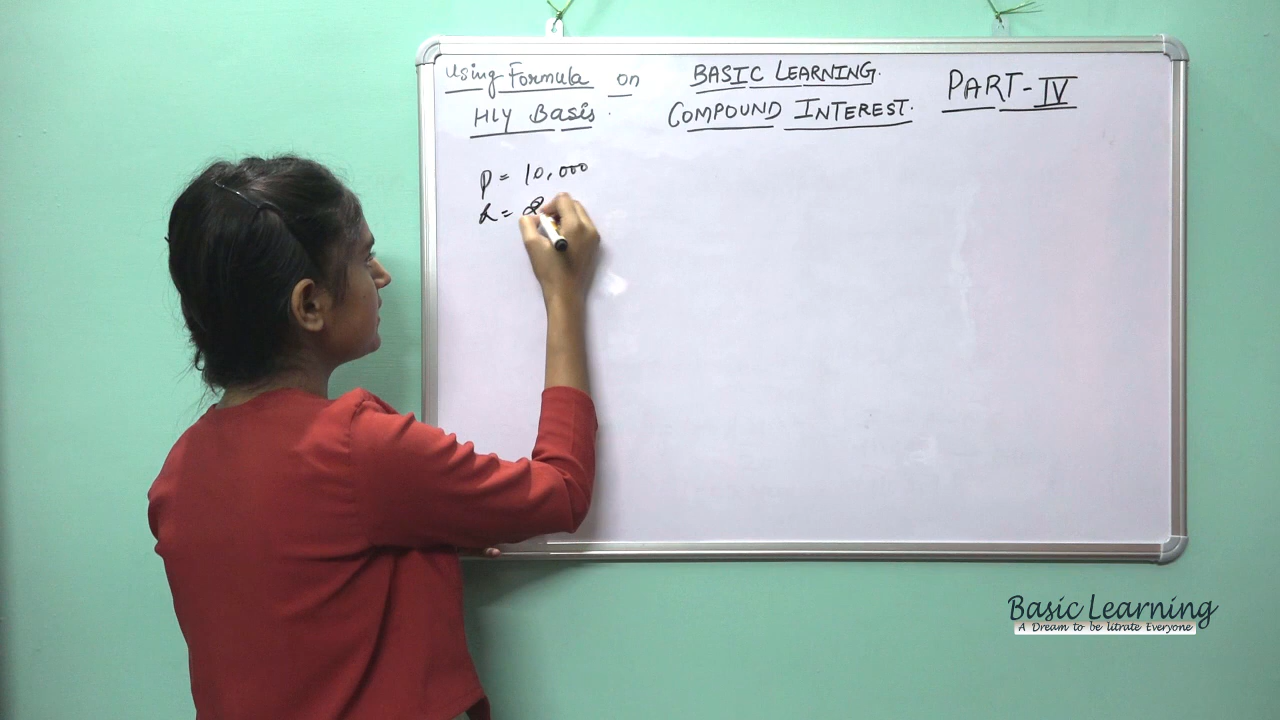 Using Formula on
HLY Basis.
BASIC LEARNING.
COMPOUND INTEREST.
PART-IV
P = 10,000
r = 8
Basic Learning
A Dream to be litrate Everyone